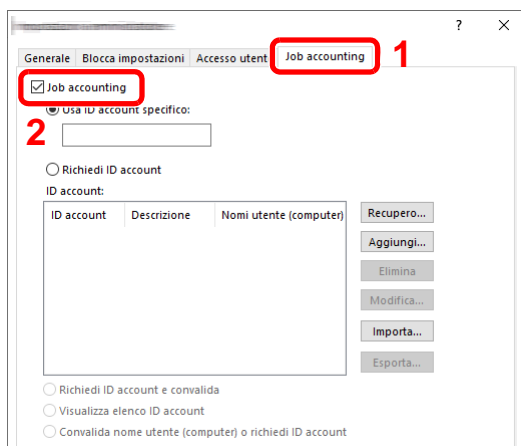 ?
Generale Blocca impostazioni Accesso utent Job accounting 1
Job accounting
Usa ID account specifico:
2
Richiedi ID account
ID account:
ID account Descrizione Nomi utente (computer)
Recupero...
Aggiungi...
Elimina
Modifica...
Importa...
Esporta...
Richiedi ID account e convalida
Visualizza elenco ID account
Convalida nome utente (computer) o richiedi ID account